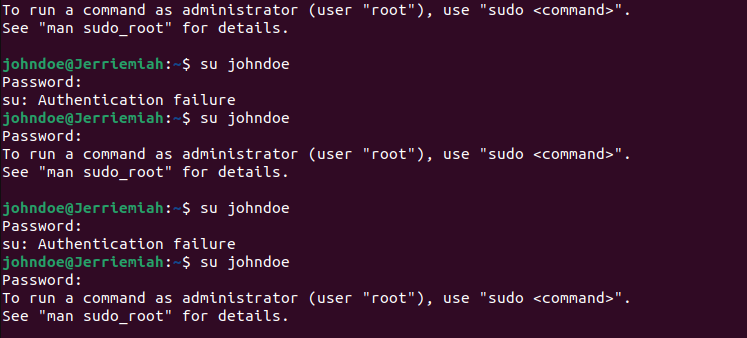 To run a command as administrator (user "root"), use "sudo <command>".
See "man sudo_root" for details.
johndoe@Jerriemiah:~$ su johndoe
Password:
su: Authentication failure
johndoe@Jerriemiah:~$ su johndoe
Password:
To run a command as administrator (user "root"), use "sudo <command>".
See "man sudo_root" for details.
johndoe@Jerriemiah:~$ su johndoe
Password:
su: Authentication failure
johndoe@Jerriemiah:~$ su johndoe
Password:
To run a command as administrator (user "root"), use "sudo <command>".
See "man sudo_root" for details.